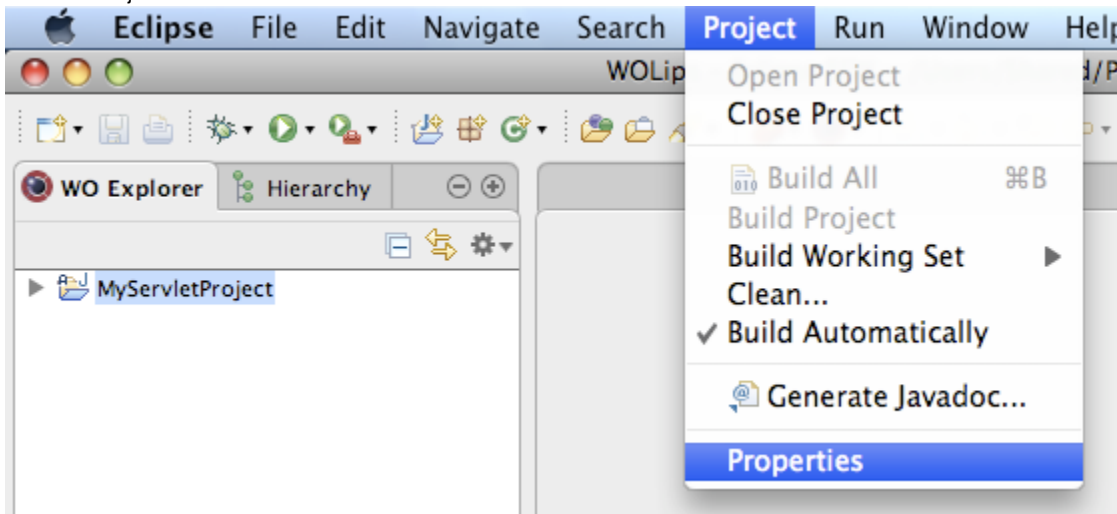 Eclipse File Edit Navigate Search Project Run Window Help
WOLip
d/P
Open Project
Close Project
Build All ⌘B
Build Project
Build Working Set
Clean...
Build Automatically
Generate Javadoc...
Properties
WO Explorer Hierarchy
MyServletProject